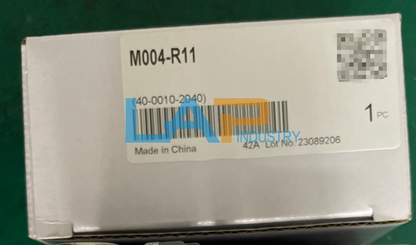 M004-R11
(40-0010-2040)
1 PC
LAP
INDUSTRY
Made in China
42A Lot No. 23089206